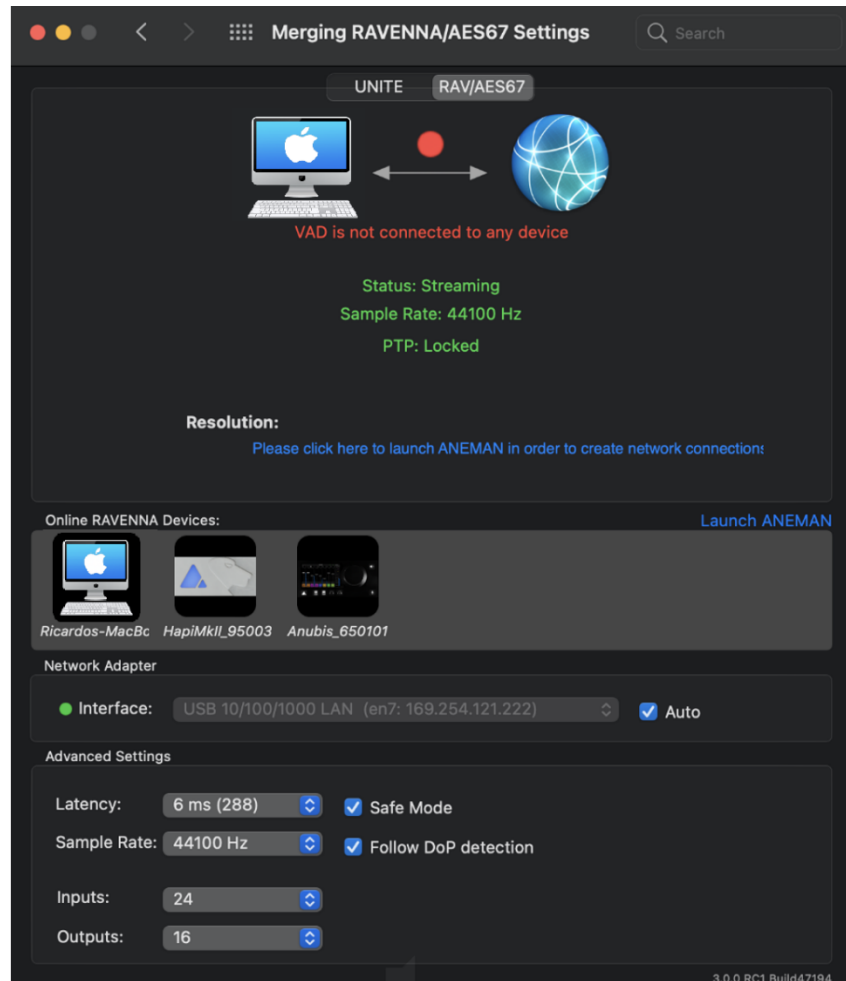 Merging RAVENNA/AES67 Settings
Search
UNITE RAV/AES67
VAD is not connected to any device
Status: Streaming
Sample Rate: 44100 Hz
PTP: Locked
Resolution:
Please click here to launch ANEMAN in order to create network connections
Online RAVENNA Devices:
Launch ANEMAN
Ricardos-MacBc HapiMkII_95003 Anubis_650101
Network Adapter
Interface: USB 10/100/1000 LAN (en7: 169.254.121.222) Auto
Advanced Settings
Latency: 6 ms (288) Safe Mode
Sample Rate: 44100 Hz Follow DoP detection
Inputs: 24
Outputs: 16
3.0.0 RC1 Build47194